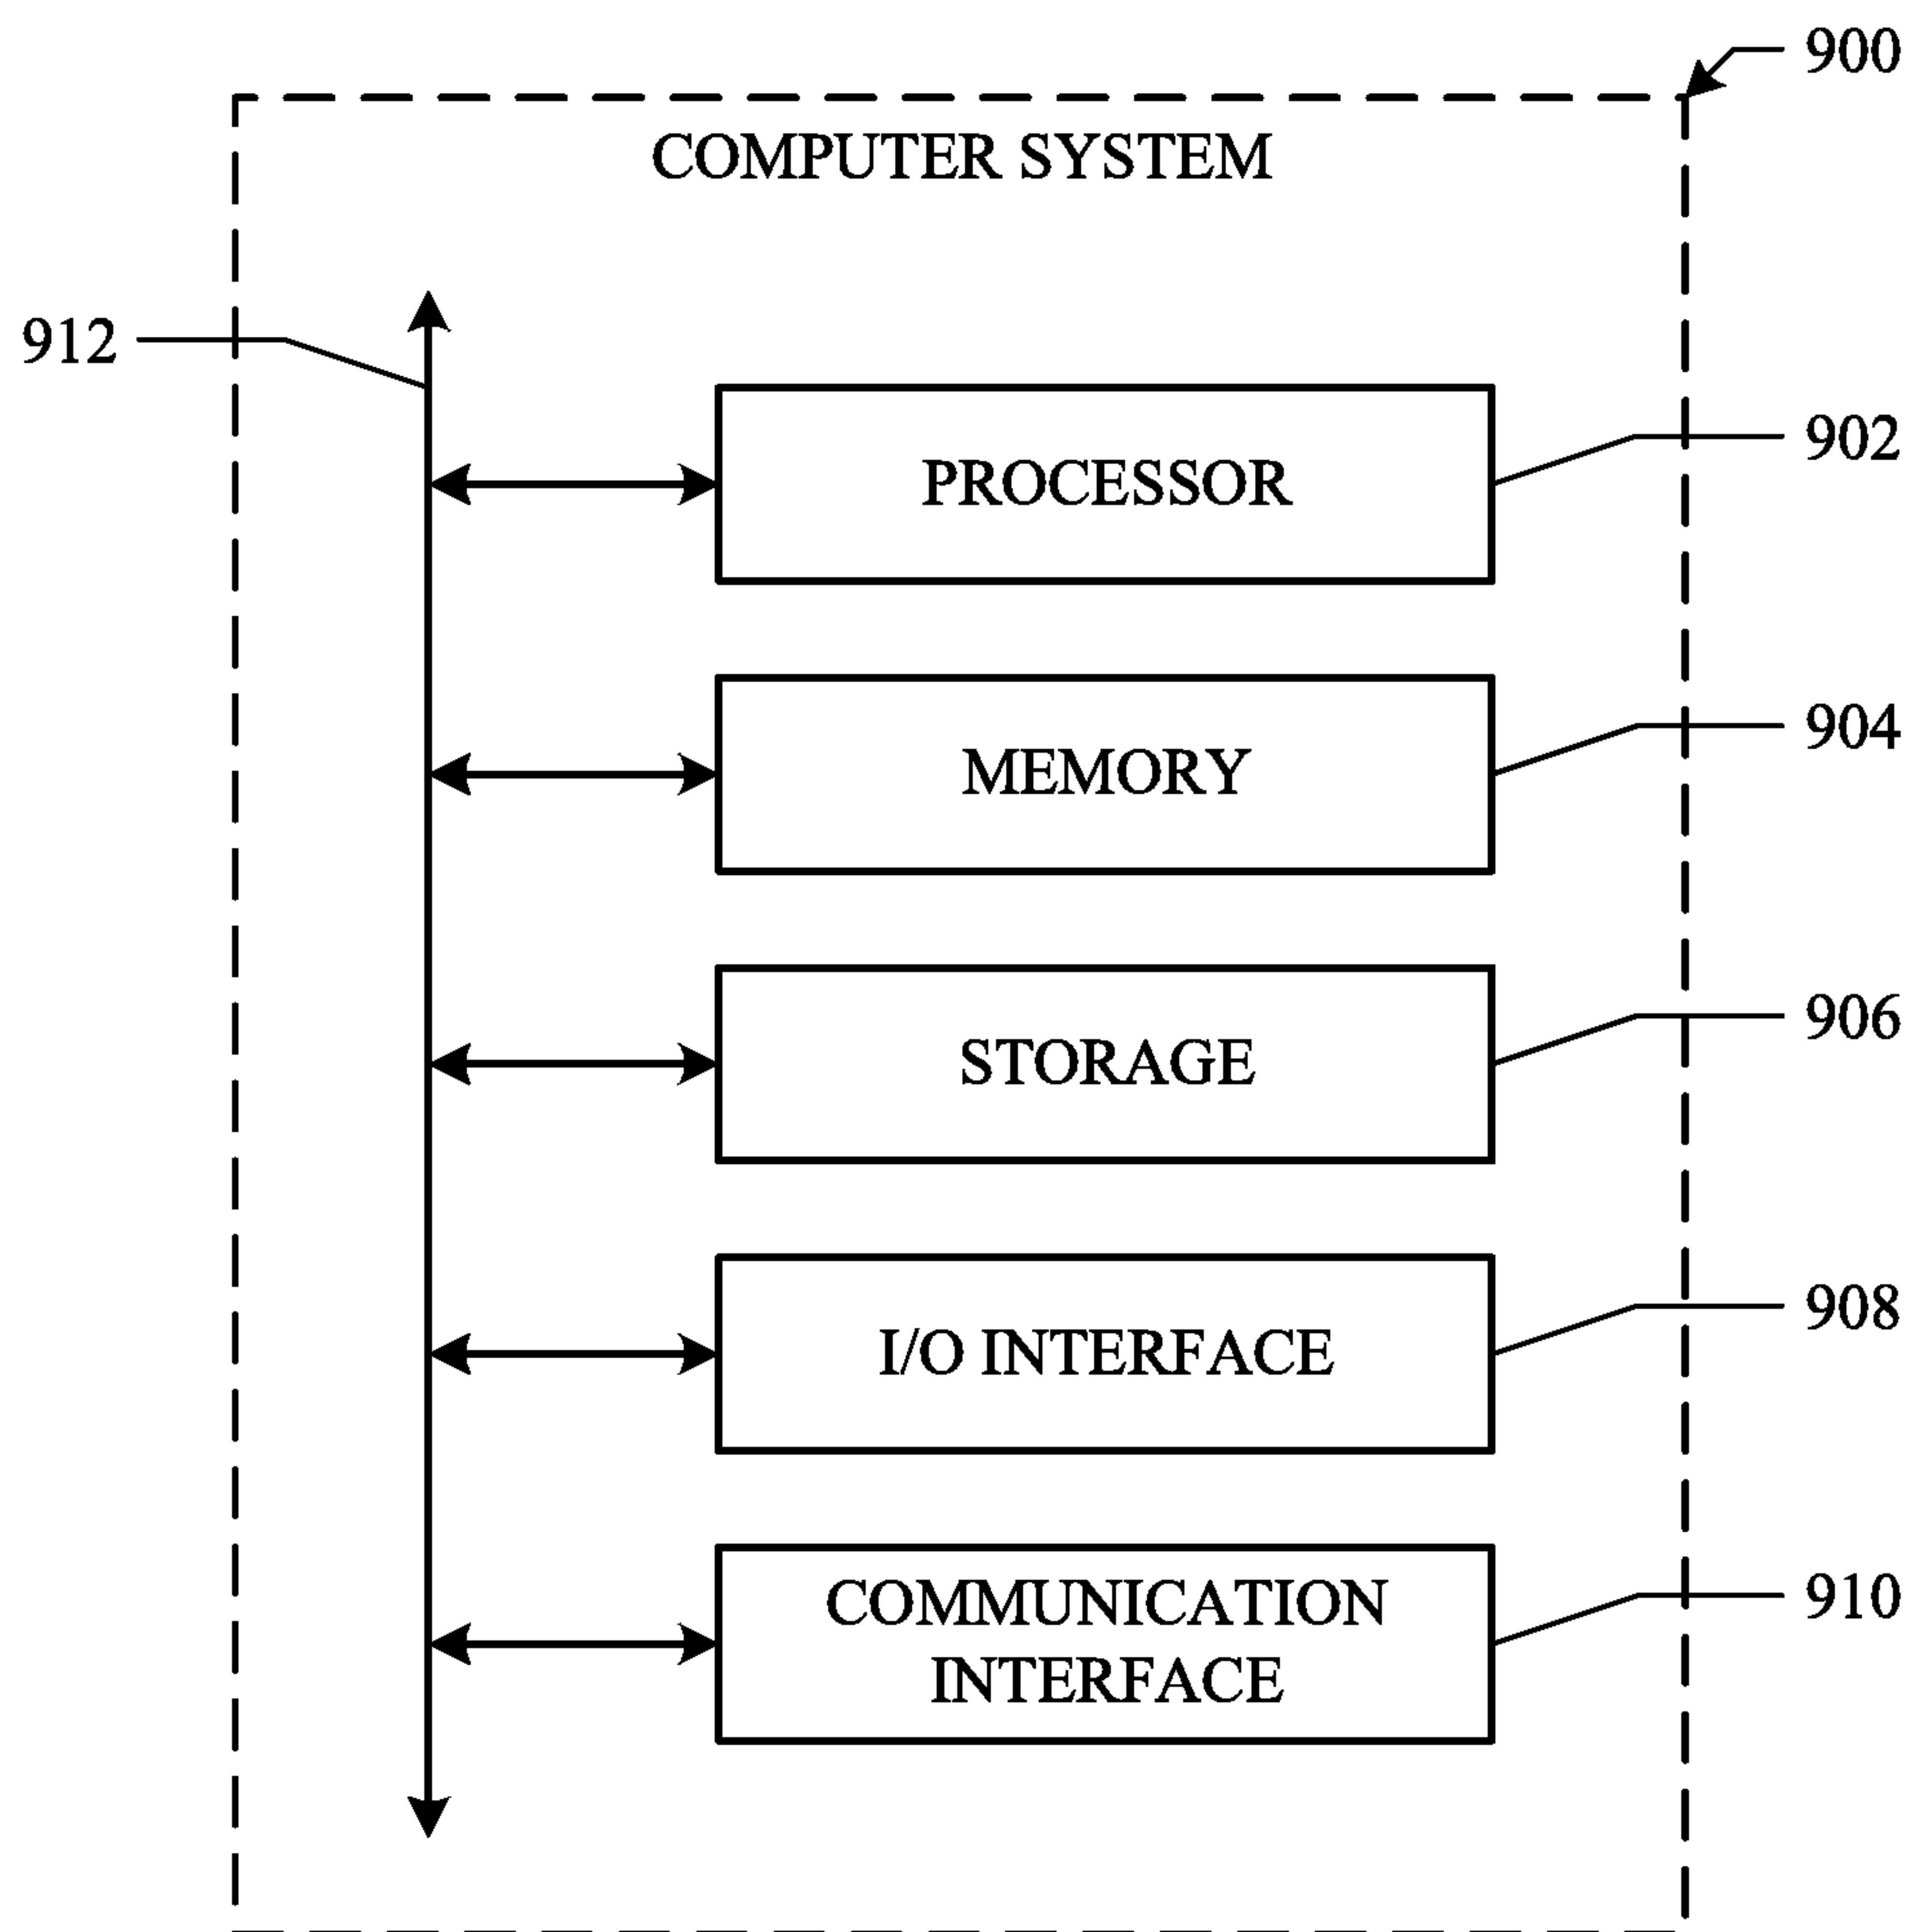 900
COMPUTER SYSTEM
912
902
PROCESSOR
904
MEMORY
906
STORAGE
908
I/O INTERFACE
910
COMMUNICATION
INTERFACE